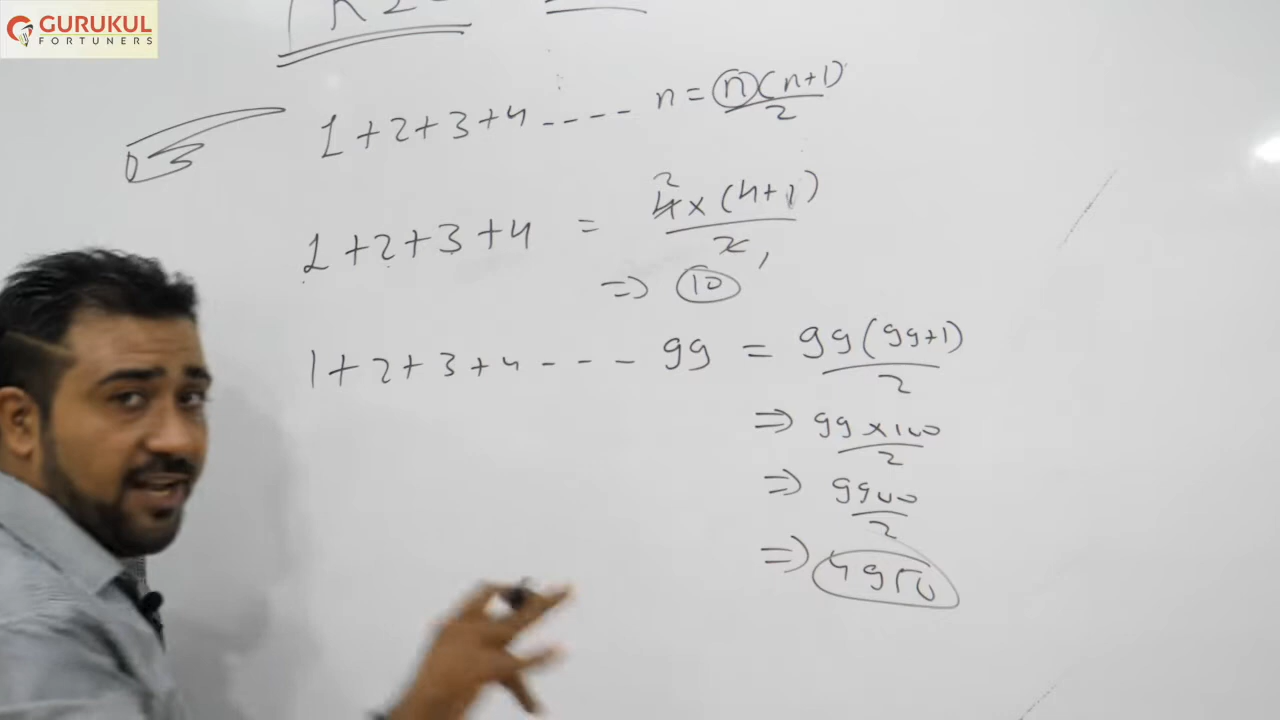 GURUKUL
FORTUNERS
1+2+3+4 ---- n = n(n+1)/2
1+2+3+4 = 4×(4+1)/2
2
⇒ 10
1+2+3+4 --- 99 = 99(99+1)/2
⇒ 99×100/2
⇒ 9900/2
⇒ 4950